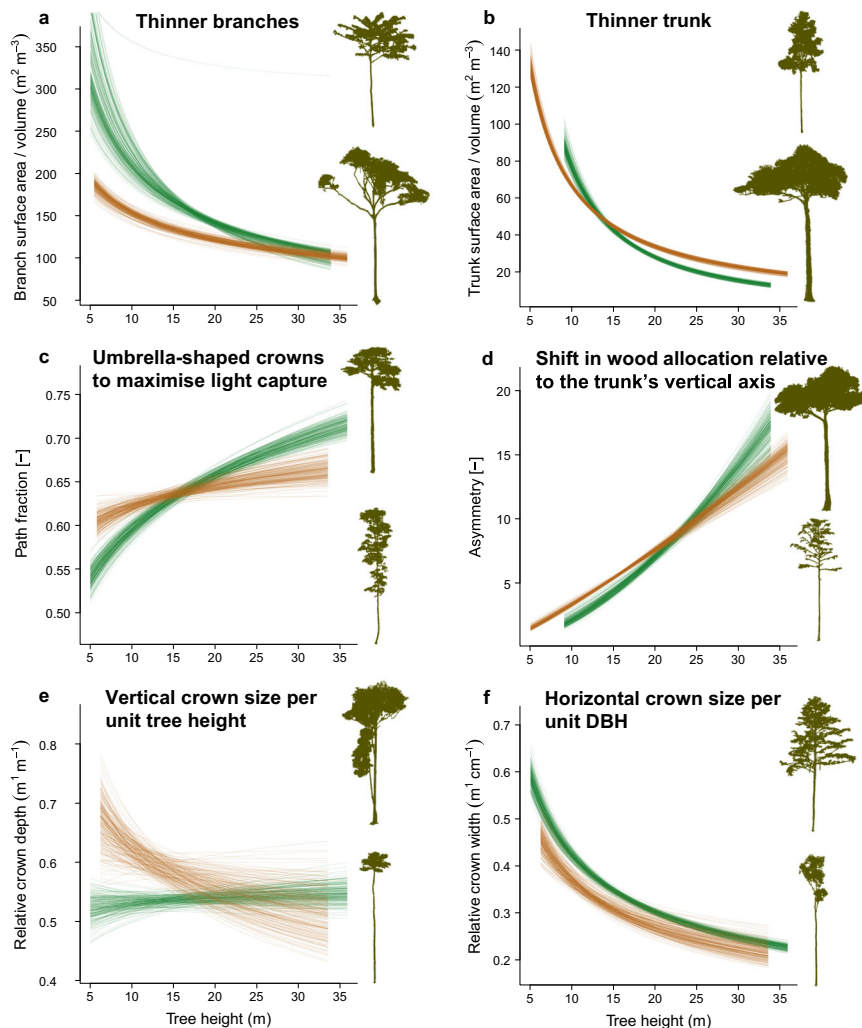 a
Thinner branches
Branch surface area / volume (m² m⁻³)
350
300
250
200
150
100
50
5 10 15 20 25 30 35
b
Thinner trunk
Trunk surface area / volume (m² m⁻³)
140
120
100
80
60
40
20
5 10 15 20 25 30 35
c
Umbrella-shaped crowns
to maximise light capture
Path fraction [–]
0.75
0.70
0.65
0.60
0.55
0.50
5 10 15 20 25 30 35
d
Shift in wood allocation relative
to the trunk's vertical axis
Asymmetry [–]
20
15
10
5
5 10 15 20 25 30 35
e
Vertical crown size per
unit tree height
Relative crown depth (m¹ m⁻¹)
0.8
0.7
0.6
0.5
0.4
5 10 15 20 25 30 35
Tree height (m)
f
Horizontal crown size per
unit DBH
Relative crown width (m¹ cm⁻¹)
0.7
0.6
0.5
0.4
0.3
0.2
5 10 15 20 25 30 35
Tree height (m)